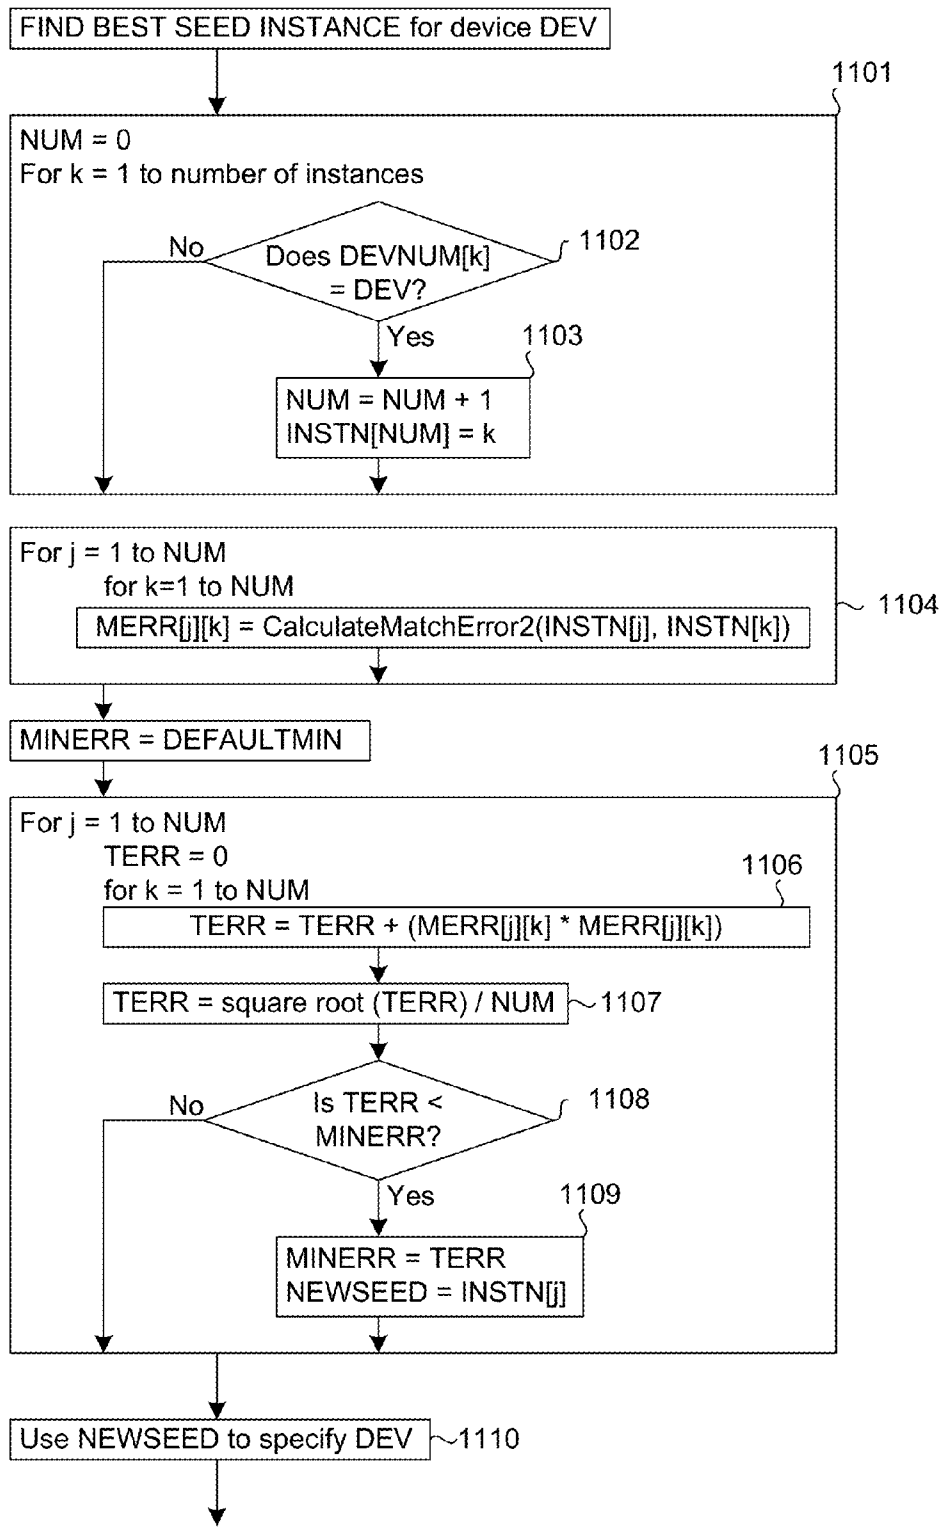 FIND BEST SEED INSTANCE for device DEV
1101
NUM = 0
For k = 1 to number of instances
No
Does DEVNUM[k]
= DEV?
1102
Yes
1103
NUM = NUM + 1
INSTN[NUM] = k
For j = 1 to NUM
for k=1 to NUM
MERR[j][k] = CalculateMatchError2(INSTN[j], INSTN[k])
1104
MINERR = DEFAULTMIN
1105
For j = 1 to NUM
TERR = 0
for k = 1 to NUM
1106
TERR = TERR + (MERR[j][k] * MERR[j][k])
TERR = square root (TERR) / NUM
1107
No
Is TERR <
MINERR?
1108
Yes
1109
MINERR = TERR
NEWSEED = INSTN[j]
Use NEWSEED to specify DEV
1110